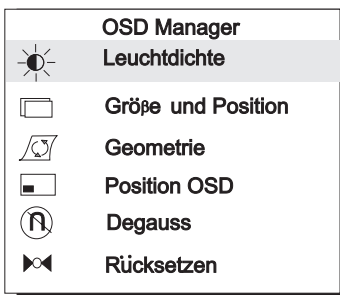 OSD Manager
Leuchtdichte
Größe und Position
Geometrie
Position OSD
Degauss
Rücksetzen